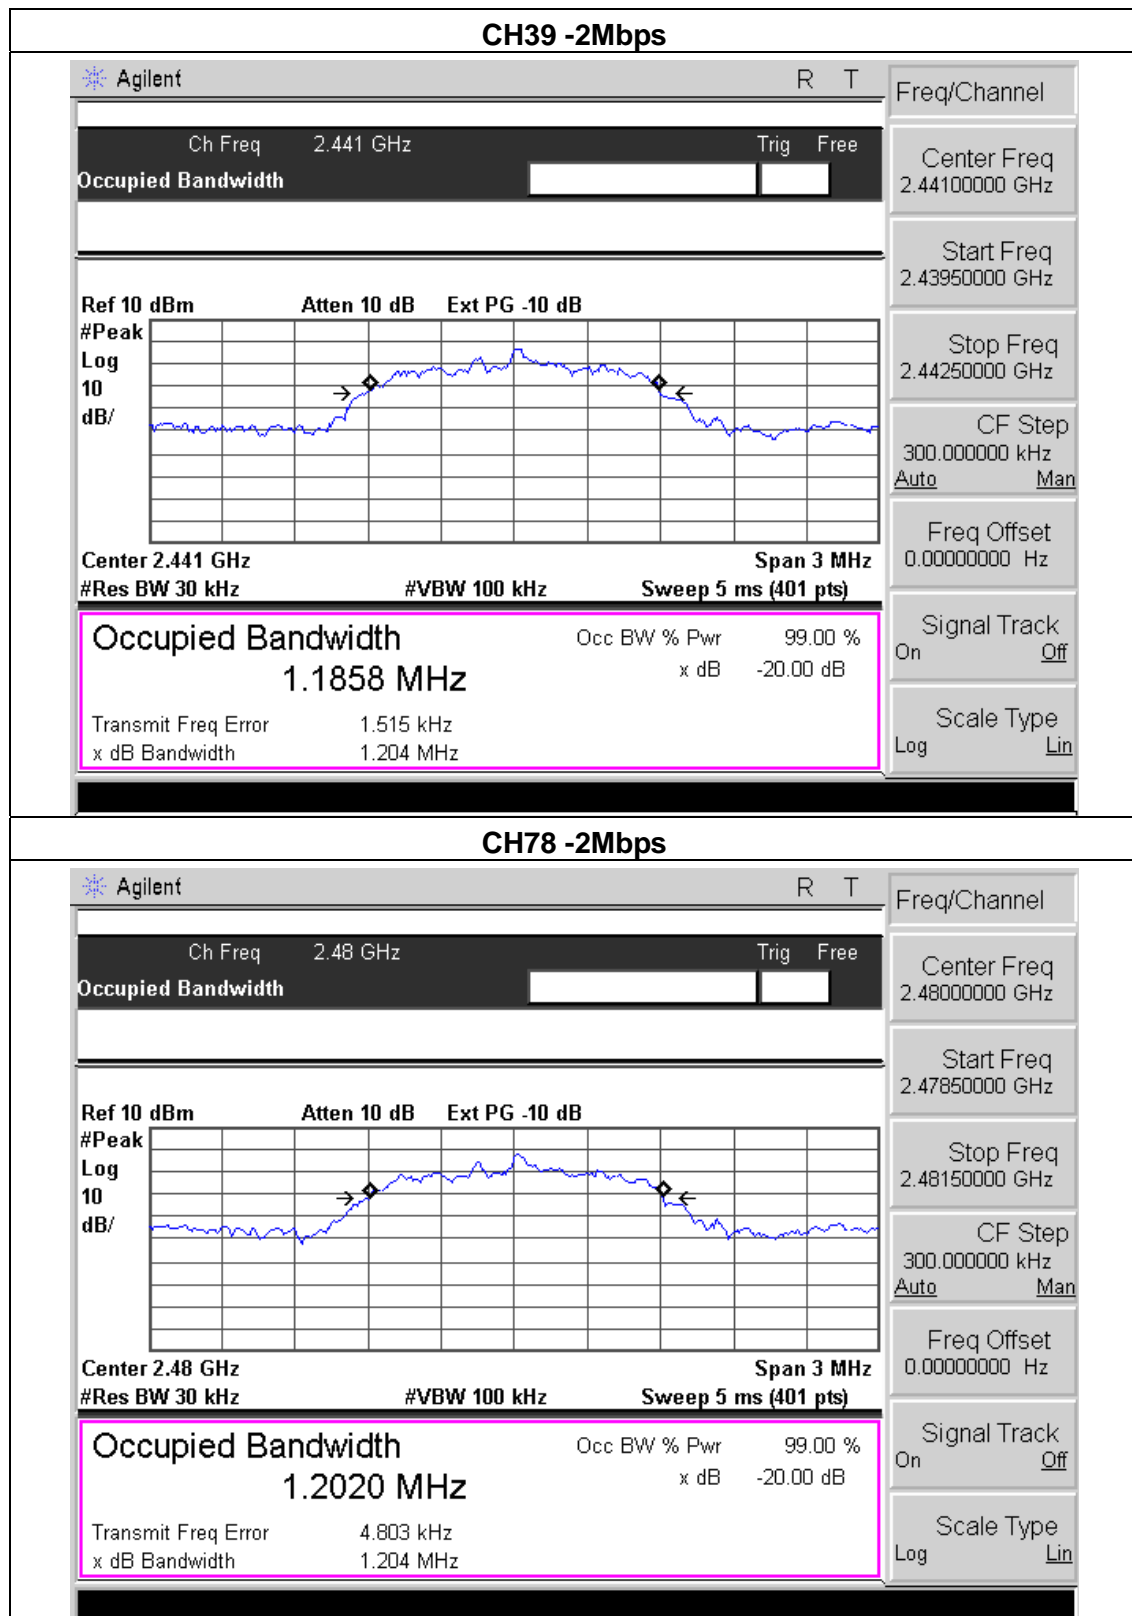 CH39 -2Mbps
Agilent R T
Freq/Channel
Ch Freq 2.441 GHz Trig Free
Occupied Bandwidth
Center Freq
2.44100000 GHz
Start Freq
2.43950000 GHz
Stop Freq
2.44250000 GHz
CF Step
300.000000 kHz
Auto Man
Freq Offset
0.00000000 Hz
Signal Track
On Off
Scale Type
Log Lin
Ref 10 dBm Atten 10 dB Ext PG -10 dB
#Peak
Log
10
dB/
Center 2.441 GHz Span 3 MHz
#Res BW 30 kHz #VBW 100 kHz Sweep 5 ms (401 pts)
Occupied Bandwidth
1.1858 MHz
Occ BW % Pwr 99.00 %
x dB -20.00 dB
Transmit Freq Error 1.515 kHz
x dB Bandwidth 1.204 MHz
CH78 -2Mbps
Agilent R T
Freq/Channel
Ch Freq 2.48 GHz Trig Free
Occupied Bandwidth
Center Freq
2.48000000 GHz
Start Freq
2.47850000 GHz
Stop Freq
2.48150000 GHz
CF Step
300.000000 kHz
Auto Man
Freq Offset
0.00000000 Hz
Signal Track
On Off
Scale Type
Log Lin
Ref 10 dBm Atten 10 dB Ext PG -10 dB
#Peak
Log
10
dB/
Center 2.48 GHz Span 3 MHz
#Res BW 30 kHz #VBW 100 kHz Sweep 5 ms (401 pts)
Occupied Bandwidth
1.2020 MHz
Occ BW % Pwr 99.00 %
x dB -20.00 dB
Transmit Freq Error 4.803 kHz
x dB Bandwidth 1.204 MHz